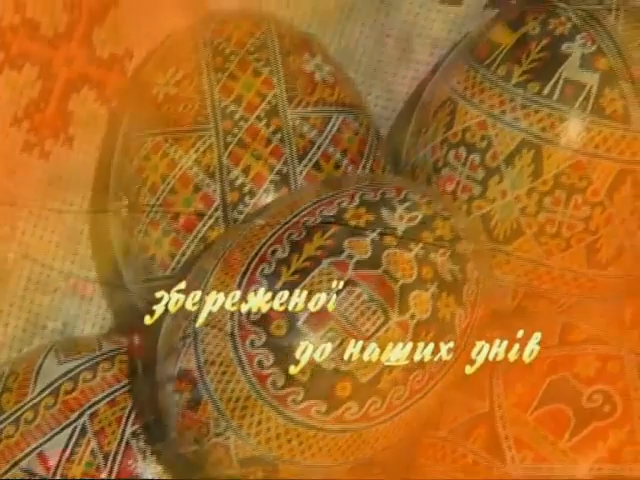 збереженої
до наших днів